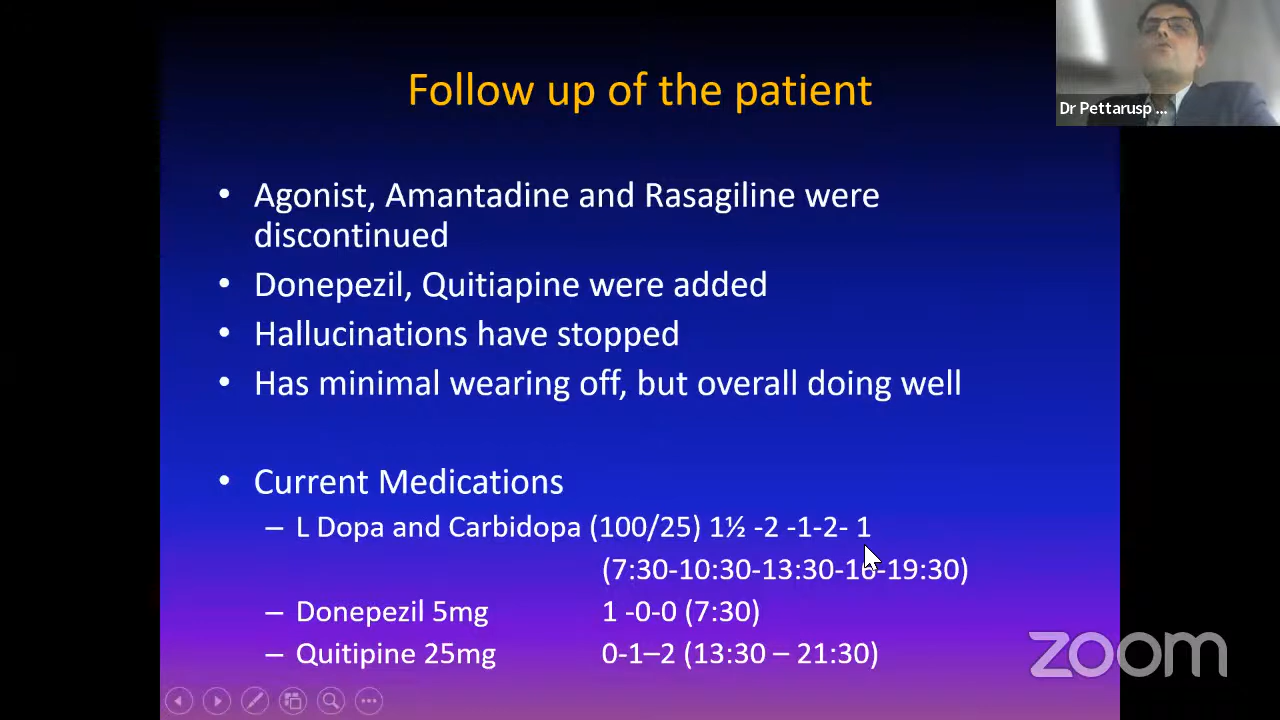 Follow up of the patient
Dr Pettarusp ...
• Agonist, Amantadine and Rasagiline were
discontinued
• Donepezil, Quitiapine were added
• Hallucinations have stopped
• Has minimal wearing off, but overall doing well
• Current Medications
– L Dopa and Carbidopa (100/25) 1½ -2 -1-2- 1
(7:30-10:30-13:30-16-19:30)
– Donepezil 5mg 1 -0-0 (7:30)
– Quitipine 25mg 0-1–2 (13:30 – 21:30)
zoom